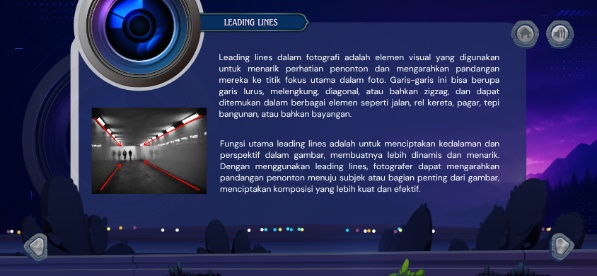 LEADING LINES
Leading lines dalam fotografi adalah elemen visual yang digunakan
untuk menarik perhatian penonton dan mengarahkan pandangan
mereka ke titik fokus utama dalam foto. Garis-garis ini bisa berupa
garis lurus, melengkung, diagonal, atau bahkan zigzag, dan dapat
ditemukan dalam berbagai elemen seperti jalan, rel kereta, pagar, tepi
bangunan, atau bahkan bayangan.
Fungsi utama leading lines adalah untuk menciptakan kedalaman dan
perspektif dalam gambar, membuatnya lebih dinamis dan menarik.
Dengan menggunakan leading lines, fotografer dapat mengarahkan
pandangan penonton menuju subjek atau bagian penting dari gambar,
menciptakan komposisi yang lebih kuat dan efektif.